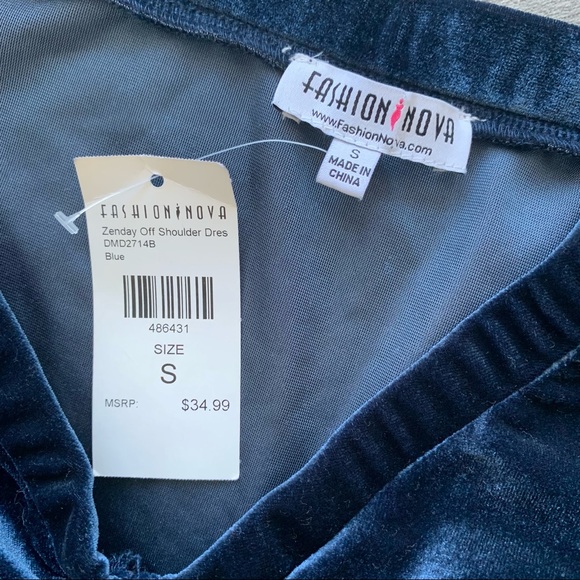 FASHION NOVA
www.FashionNova.com
S
MADE IN
CHINA
FASHION NOVA
Zenday Off Shoulder Dres
DMD2714B
Blue
486431
SIZE
S
MSRP: $34.99